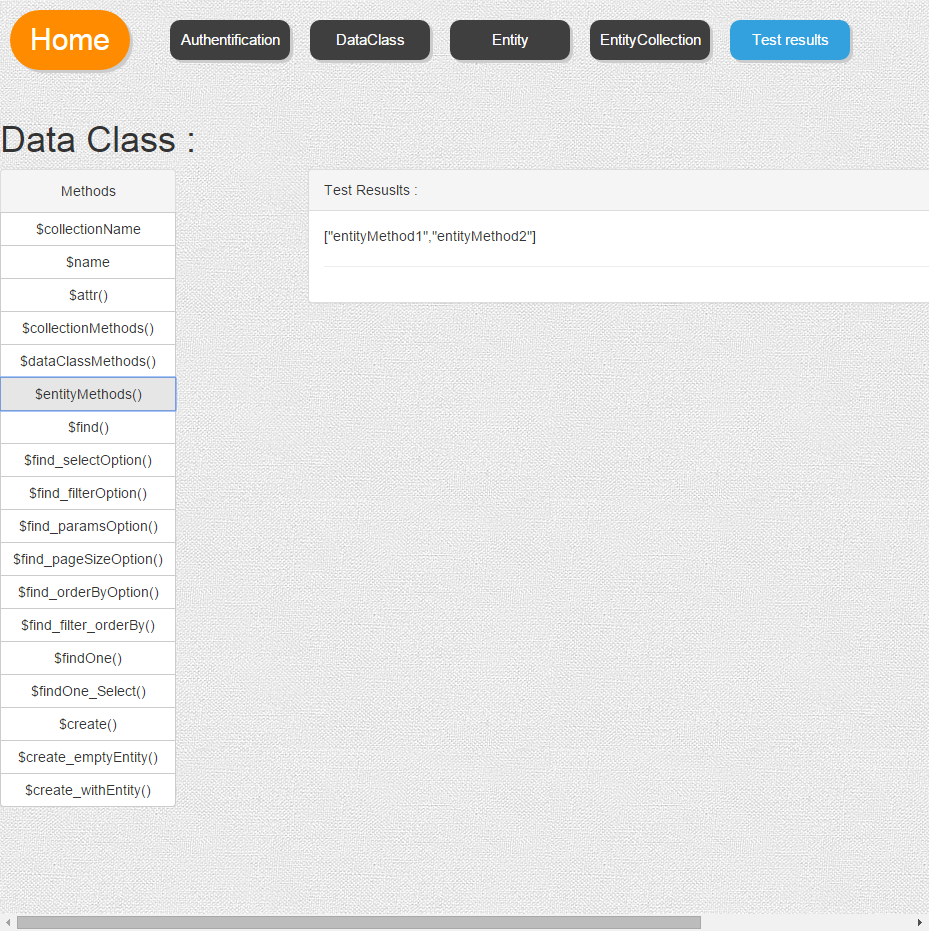 Home Authentification DataClass Entity EntityCollection Test results
Data Class :
Methods
$collectionName
$name
$attr()
$collectionMethods()
$dataClassMethods()
$entityMethods()
$find()
$find_selectOption()
$find_filterOption()
$find_paramsOption()
$find_pageSizeOption()
$find_orderByOption()
$find_filter_orderBy()
$findOne()
$findOne_Select()
$create()
$create_emptyEntity()
$create_withEntity()
Test Resuslts :
["entityMethod1","entityMethod2"]